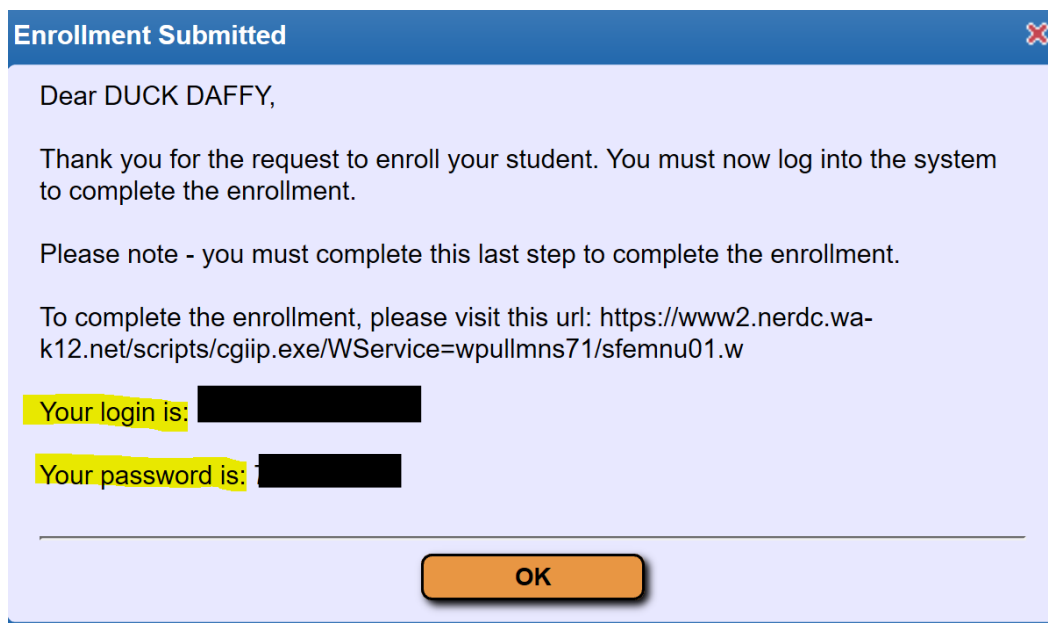 Enrollment Submitted
Dear DUCK DAFFY,
Thank you for the request to enroll your student. You must now log into the system
to complete the enrollment.
Please note - you must complete this last step to complete the enrollment.
To complete the enrollment, please visit this url: https://www2.nerdc.wa-
k12.net/scripts/cgiip.exe/WService=wpullmns71/sfemnu01.w
Your login is:
Your password is:
OK